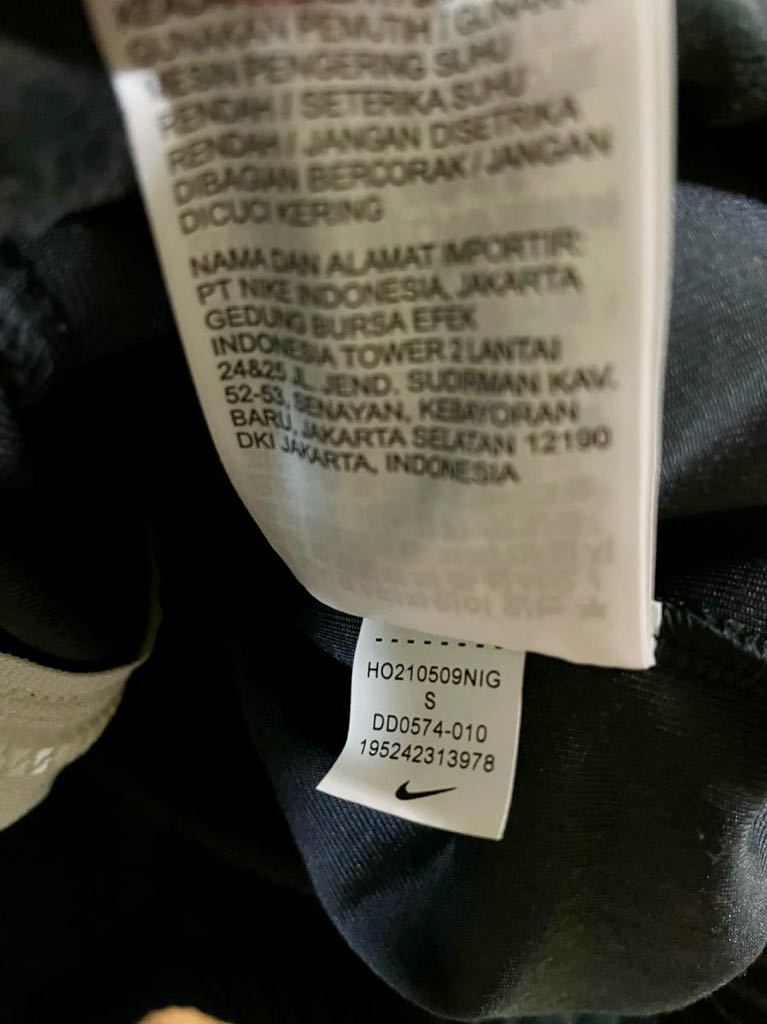 GUNAKAN PEMUTIH / GUNAKAN
MESIN PENGERING SUHU
RENDAH / SETERIKA SUHU
RENDAH / JANGAN DISETRIKA
DIBAGIAN BERCORAK / JANGAN
DICUCI KERING
NAMA DAN ALAMAT IMPORTIR:
PT NIKE INDONESIA, JAKARTA
GEDUNG BURSA EFEK
INDONESIA TOWER 2 LANTAI
24&25 JL. JEND. SUDIRMAN KAV.
52-53, SENAYAN, KEBAYORAN
BARU, JAKARTA SELATAN 12190
DKI JAKARTA, INDONESIA
HO210509NIG
S
DD0574-010
195242313978